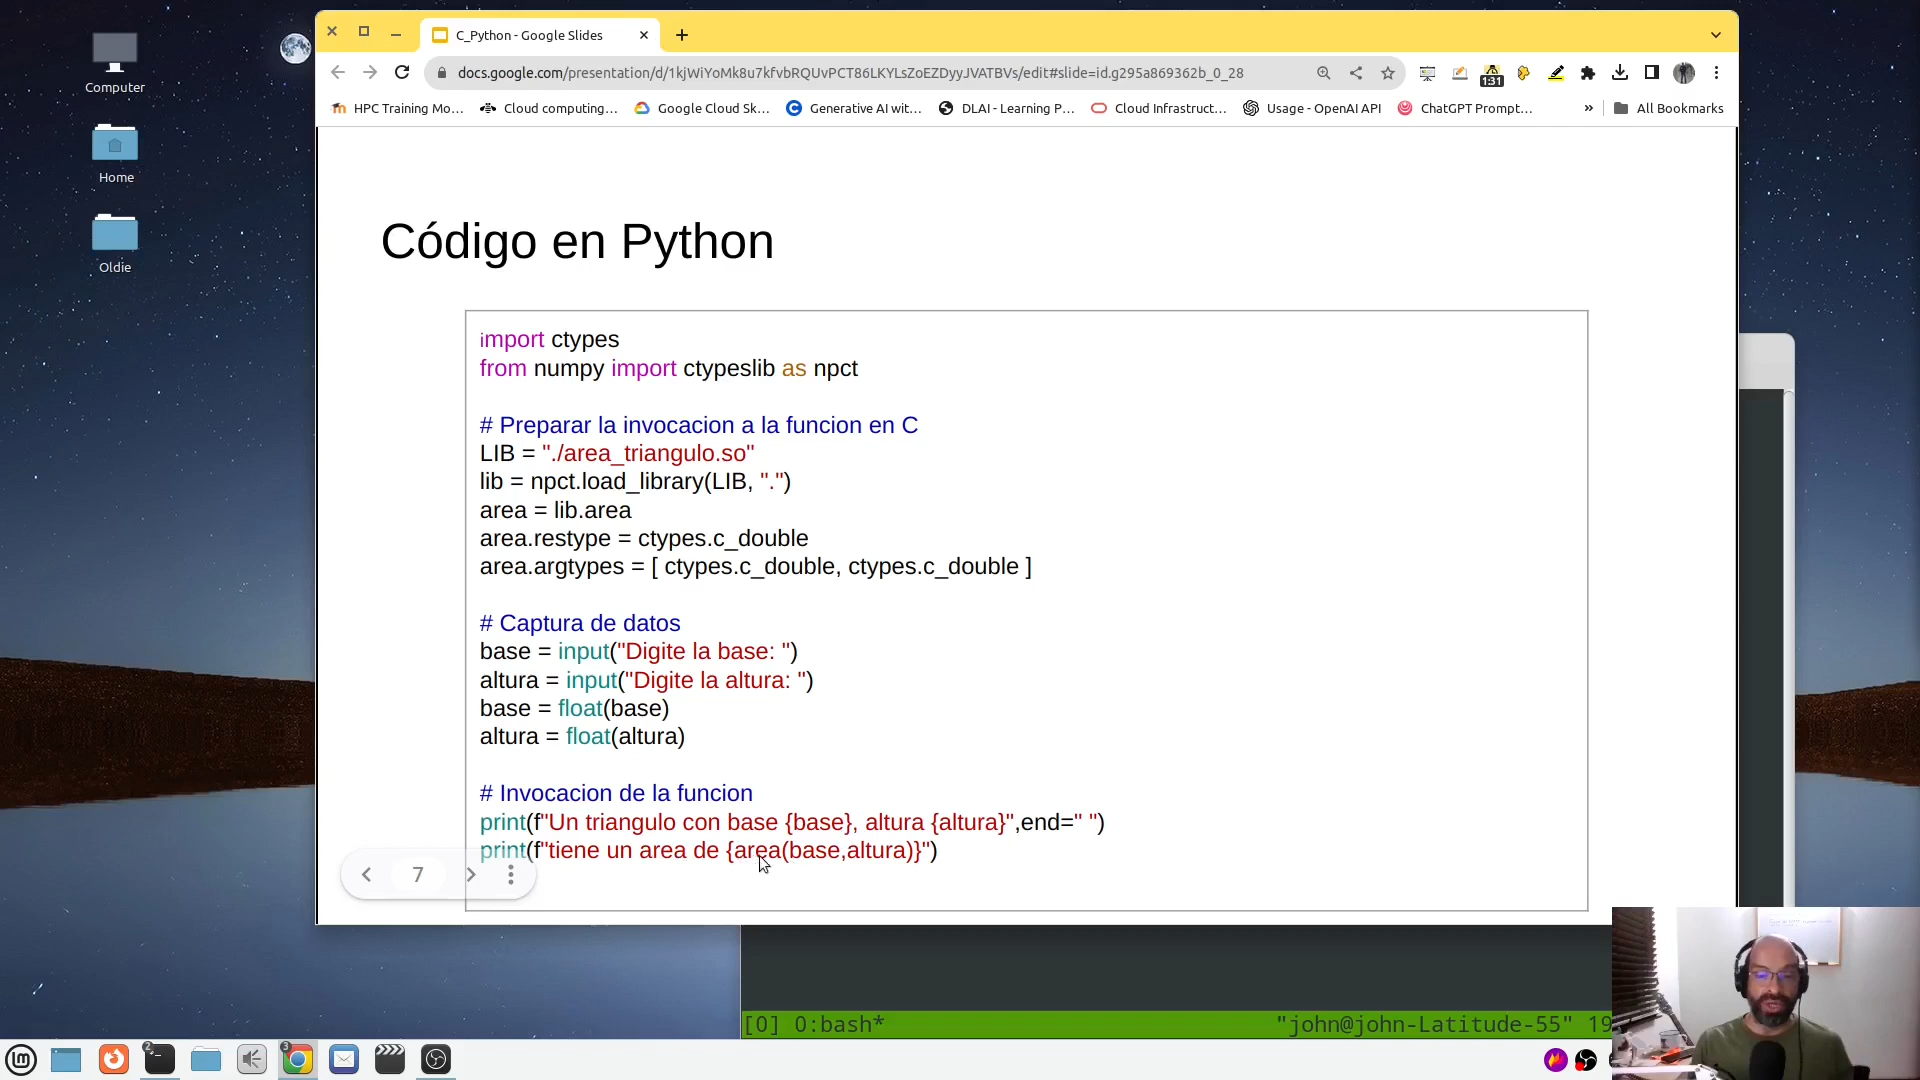 C_Python - Google Slides
docs.google.com/presentation/d/1kjWiYoMk8u7kfvbRQUvPCT86LKYLsZoEZDyyJVATBVs/edit#slide=id.g295a869362b_0_28
1:31
HPC Training Mo...
Cloud computing...
Google Cloud Sk...
Generative AI wit...
DLAI - Learning P...
Cloud Infrastruct...
Usage - OpenAI API
ChatGPT Prompt...
»
All Bookmarks
Computer
Home
Oldie
Código en Python
import ctypes
from numpy import ctypeslib as npct
# Preparar la invocacion a la funcion en C
LIB = "./area_triangulo.so"
lib = npct.load_library(LIB, ".")
area = lib.area
area.restype = ctypes.c_double
area.argtypes = [ ctypes.c_double, ctypes.c_double ]
# Captura de datos
base = input("Digite la base: ")
altura = input("Digite la altura: ")
base = float(base)
altura = float(altura)
# Invocacion de la funcion
print(f"Un triangulo con base {base}, altura {altura}",end=" ")
print(f"tiene un area de {area(base,altura)}")
7
[0] 0:bash*
"john@john-Latitude-55" 19
2
3